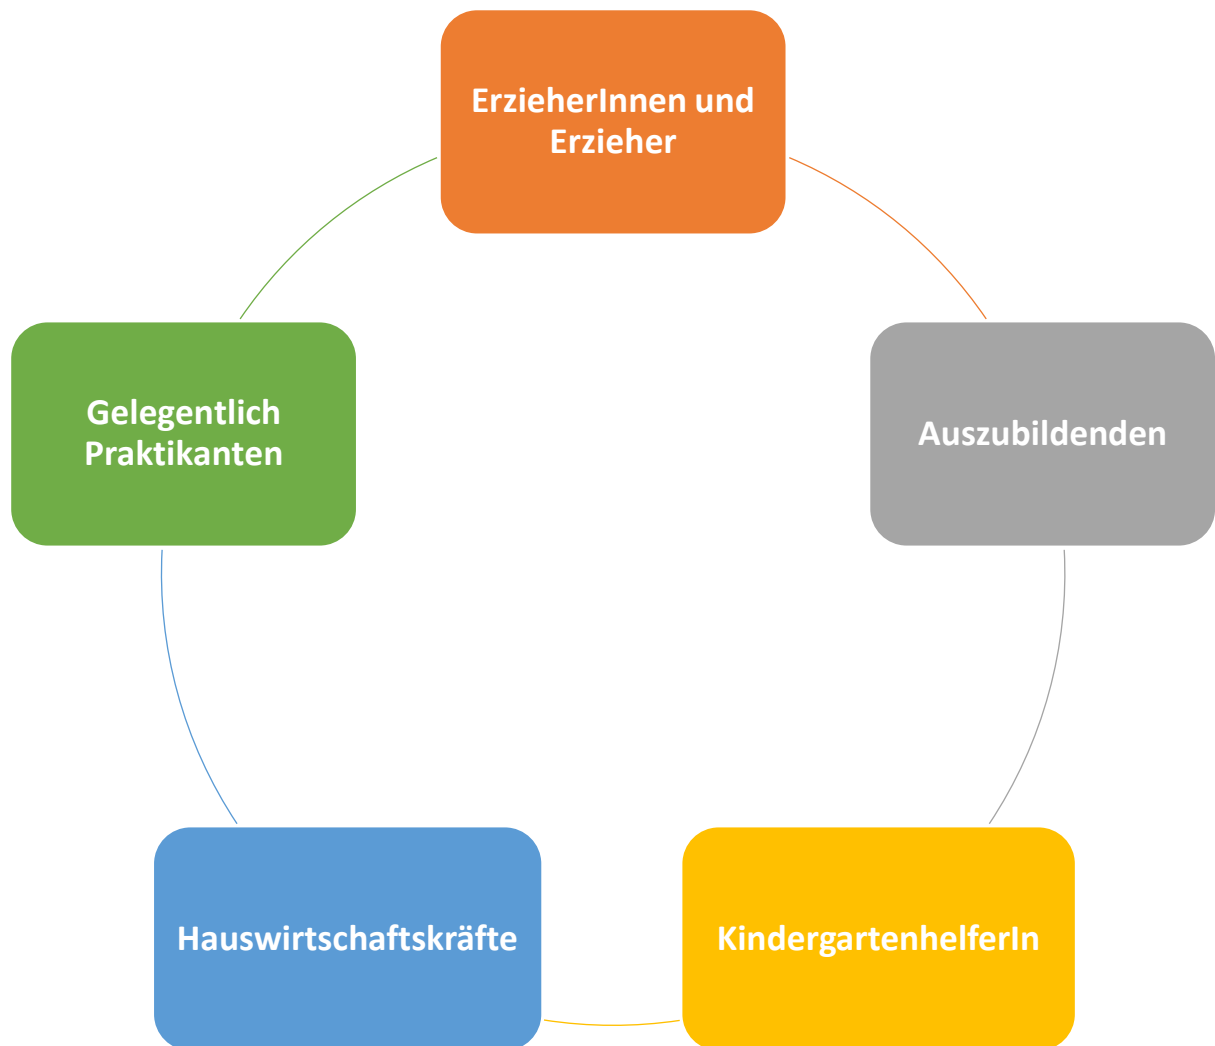 ErzieherInnen und
Erzieher
Gelegentlich
Praktikanten
Auszubildenden
Hauswirtschaftskräfte
KindergartenhelferIn